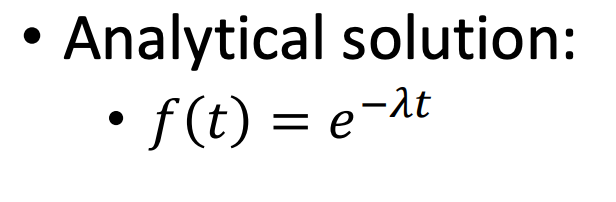 • Analytical solution:
• f(t) = e^{-λt}